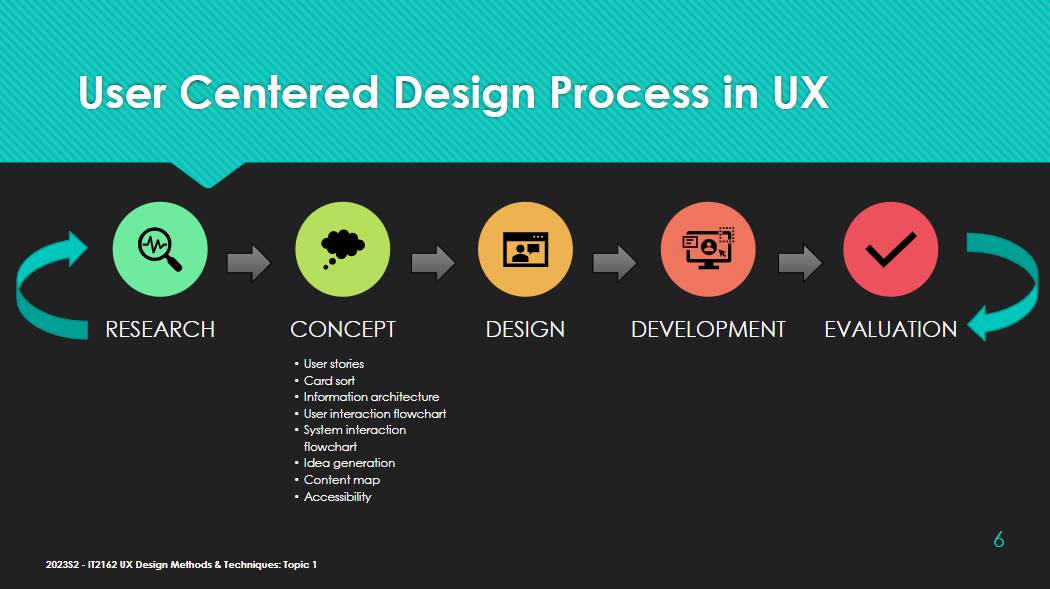 User Centered Design Process in UX
RESEARCH
CONCEPT
DESIGN
DEVELOPMENT
EVALUATION
• User stories
• Card sort
• Information architecture
• User interaction flowchart
• System interaction
flowchart
• Idea generation
• Content map
• Accessibility
6
2023S2 - IT2162 UX Design Methods & Techniques: Topic 1